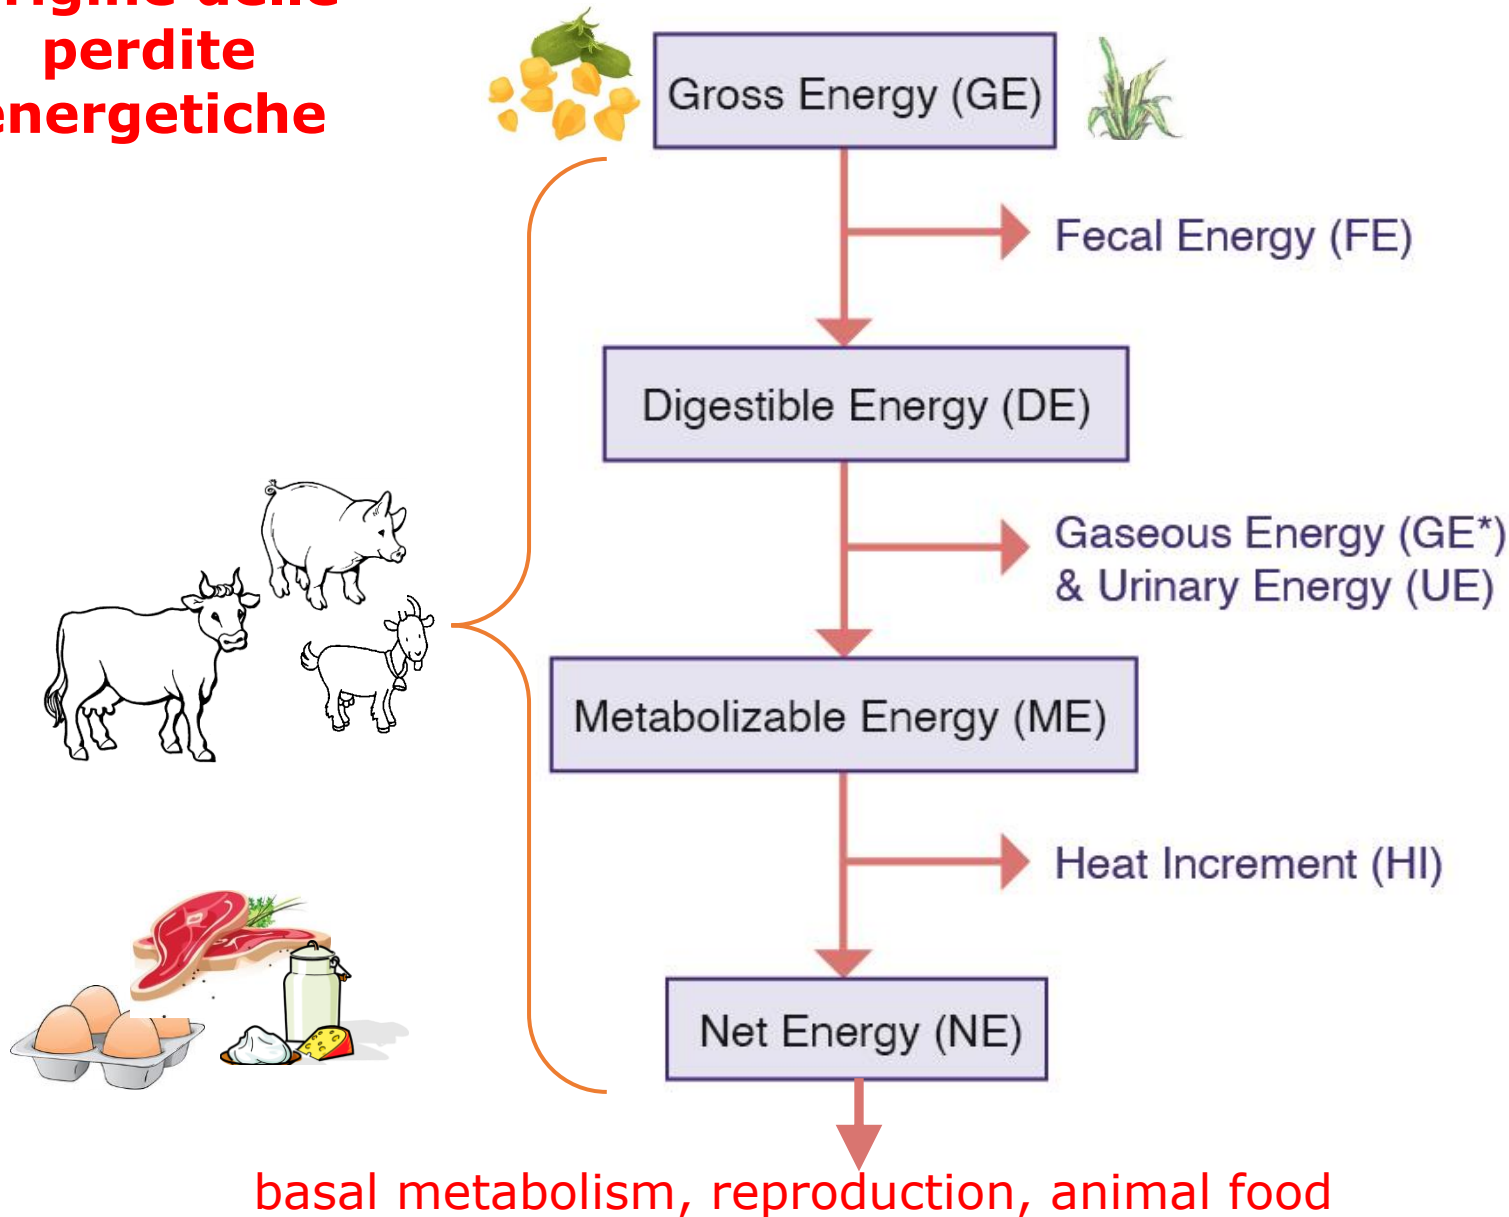 perdite
energetiche
Gross Energy (GE)
Fecal Energy (FE)
Digestible Energy (DE)
Gaseous Energy (GE*)
& Urinary Energy (UE)
Metabolizable Energy (ME)
Heat Increment (HI)
Net Energy (NE)
basal metabolism, reproduction, animal food